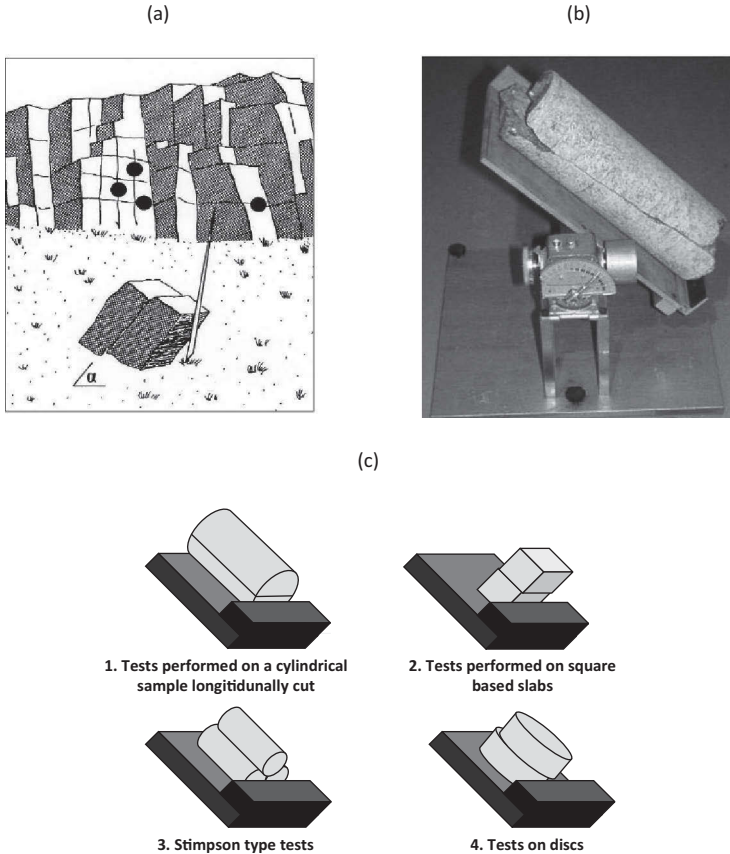 (a)
(b)
α
(c)
1. Tests performed on a cylindrical
sample longitidunally cut
2. Tests performed on square
based slabs
3. Stimpson type tests
4. Tests on discs